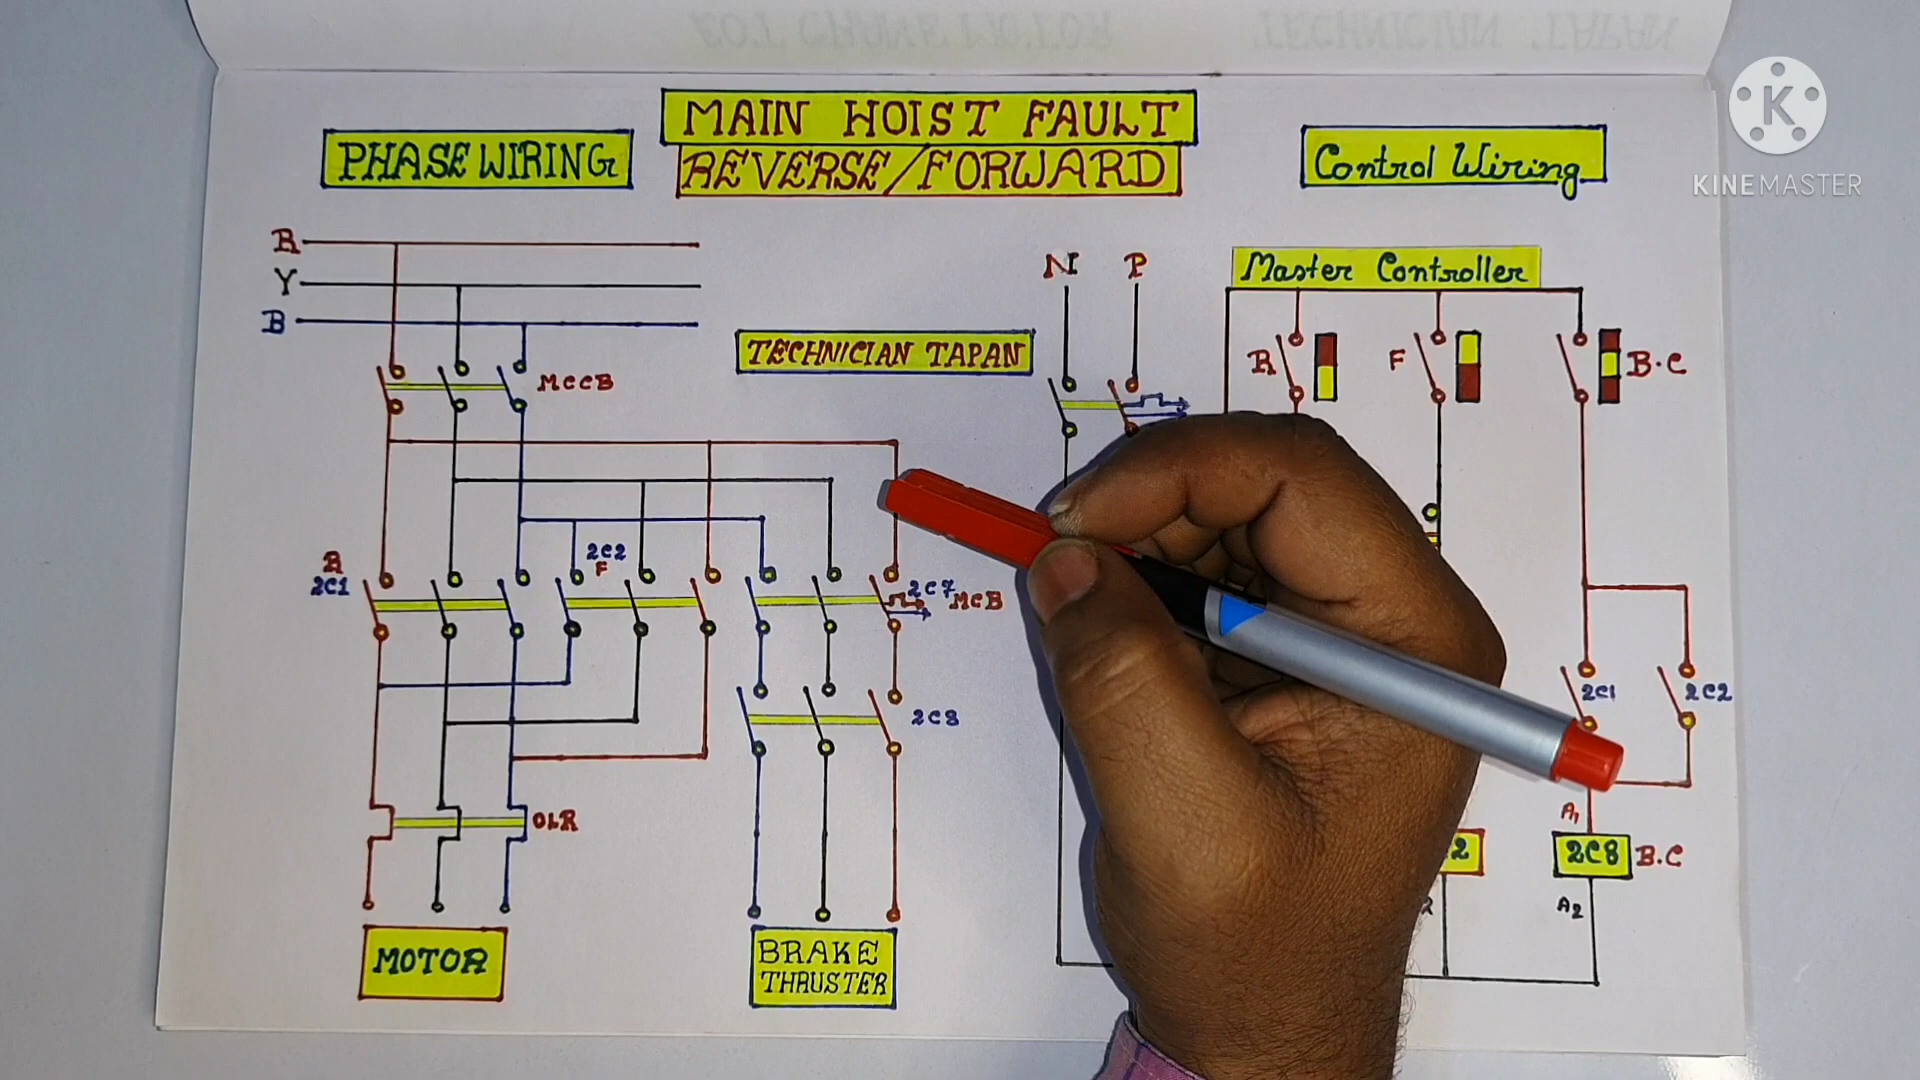 MAIN HOIST FAULT
REVERSE/FORWARD
PHASE WIRING
Control Wiring
KINEMASTER
R
Y
B
MCCB
TECHNICIAN TAPAN
N P
Master Controller
R
F
B.C
R
2C1
2C2
F
2C7
MCB
2C8
OLR
MOTOR
BRAKE
THRUSTER
2C1
2C2
A1
2
2C8
B.C
A2